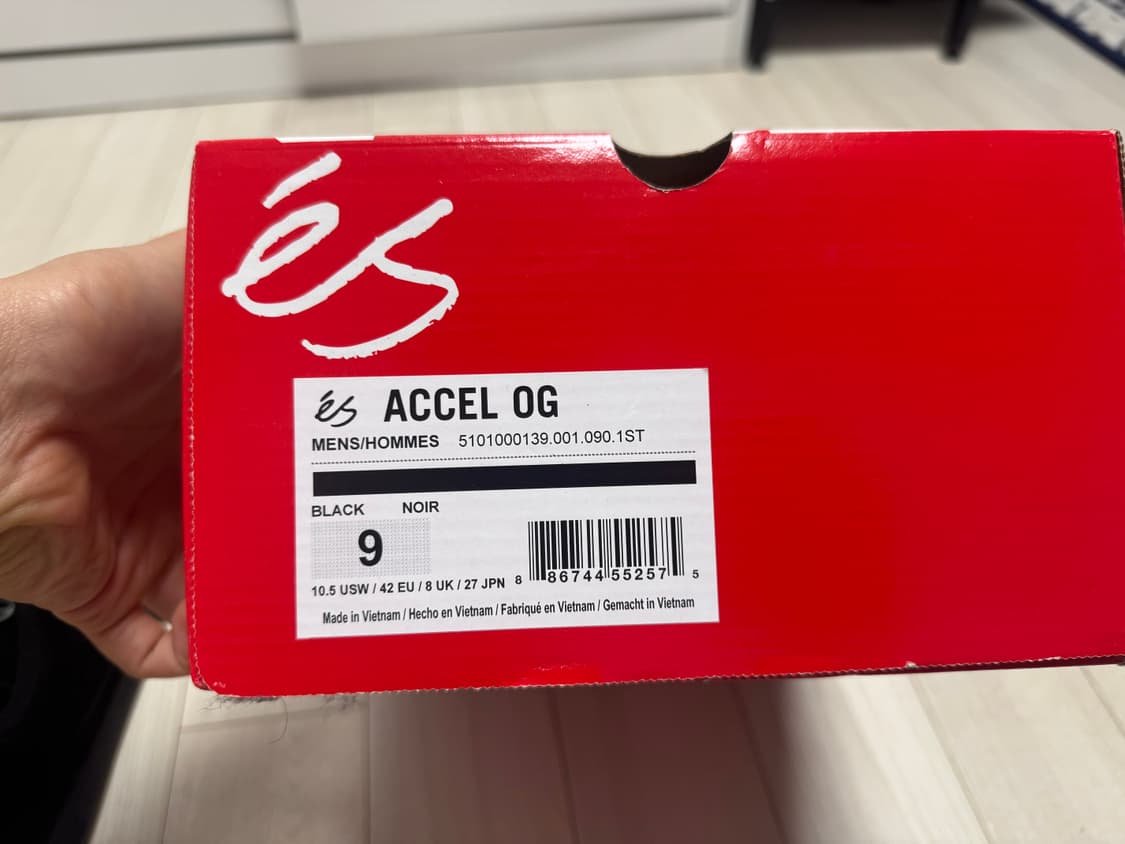 és
és ACCEL OG
MENS/HOMMES 5101000139.001.090.1ST
BLACK NOIR
9
10.5 USW / 42 EU / 8 UK / 27 JPN
8 86744 55257 5
Made in Vietnam / Hecho en Vietnam / Fabriqué en Vietnam / Gemacht in Vietnam